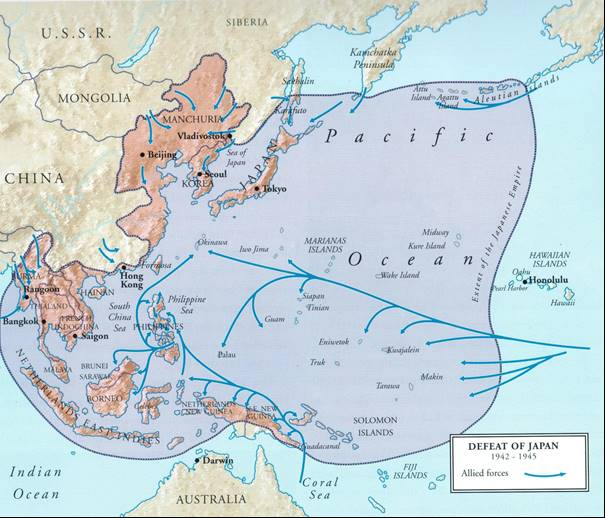 SIBERIA
U.S.S.R.
Kamchatka
Peninsula
Sakhalin
Attu
Island
Agattu
Island
Aleutian Islands
MONGOLIA
Karafuto
MANCHURIA
Vladivostok
Pacific
Beijing
Sea of
Japan
JAPAN
Seoul
KOREA
Tokyo
CHINA
Extent of the Japanese Empire
Okinawa
Iwo Jima
MARIANAS
ISLANDS
Midway
Kure Island
Ocean
HAWAIIAN
ISLANDS
Formosa
Wake Island
Oahu
Honolulu
Pearl Harbor
Hawaii
Hong
Kong
BURMA
Rangoon
HAINAN
Philippine
Sea
Saipan
Tinian
THAILAND
South
China
Sea
Guam
FRENCH
INDOCHINA
PHILIPPINES
Bangkok
Saigon
Eniwetok
Kwajalein
Palau
Truk
MALAYA
BRUNEI
SARAWAK
Makin
Tarawa
BORNEO
Celebes
NETHERLANDS
NEW GUINEA
N.E. NEW
GUINEA
NETHERLANDS EAST INDIES
SOLOMON
ISLANDS
Guadacanal
DEFEAT OF JAPAN
1942 - 1945
Allied forces
Darwin
FIJI
ISLANDS
Indian
Ocean
Coral
Sea
AUSTRALIA